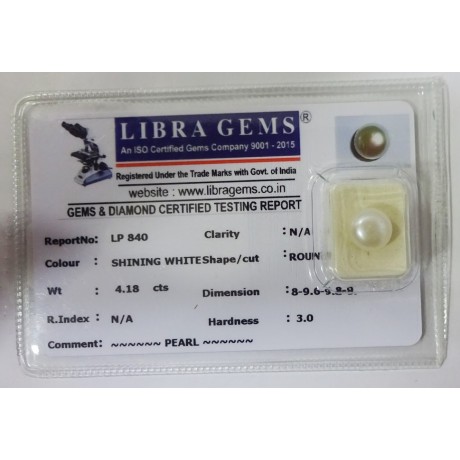 LIBRA GEMS®
An ISO Certified Gems Company 9001 - 2015
Registered Under the Trade Marks with Govt. of India
website : www.libragems.co.in
GEMS & DIAMOND CERTIFIED TESTING REPORT
ReportNo: LP 840 Clarity : N/A
Colour : SHINING WHITE Shape/cut : ROUN
Wt : 4.18 cts Dimension :
R.Index : N/A Hardness : 3.0
Comment: ~~~~~~ PEARL ~~~~~~